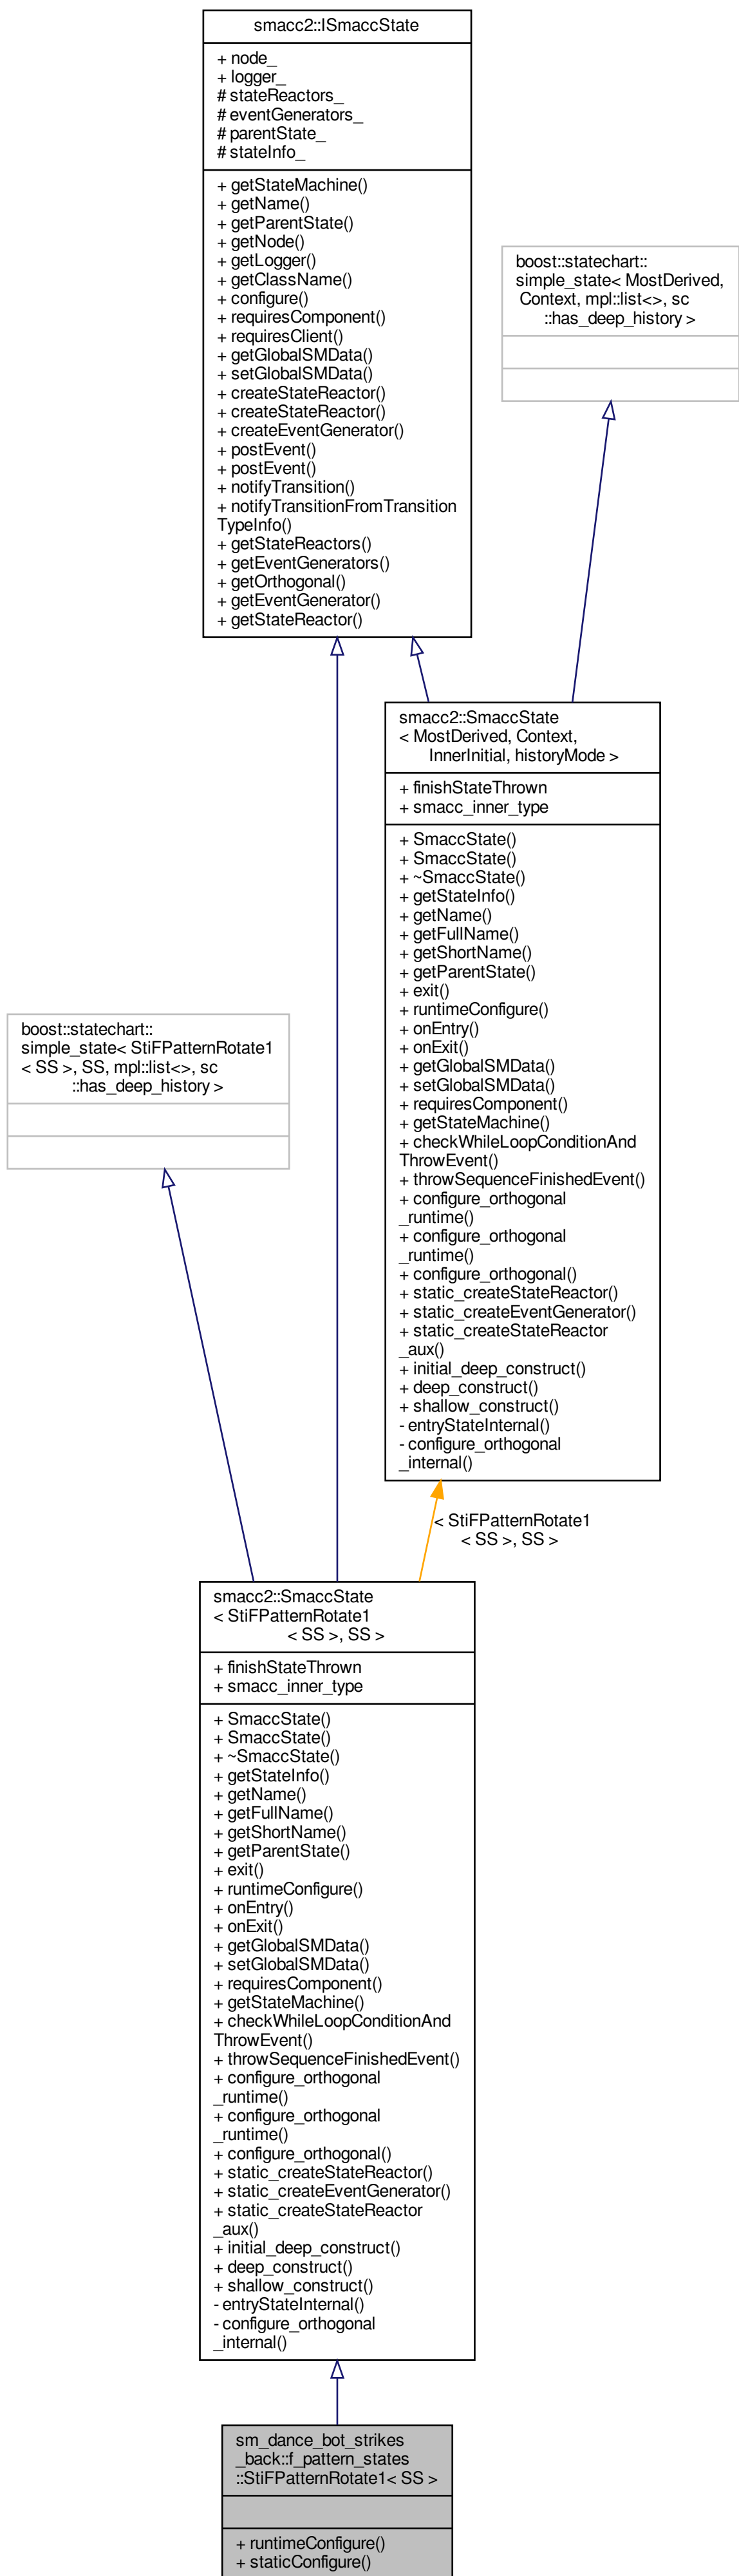 smacc2::ISmaccState
+ node_
+ logger_
# stateReactors_
# eventGenerators_
# parentState_
# stateInfo_
+ getStateMachine()
+ getName()
+ getParentState()
+ getNode()
+ getLogger()
+ getClassName()
+ configure()
+ requiresComponent()
+ requiresClient()
+ getGlobalSMData()
+ setGlobalSMData()
+ createStateReactor()
+ createStateReactor()
+ createEventGenerator()
+ postEvent()
+ postEvent()
+ notifyTransition()
+ notifyTransitionFromTransition
TypeInfo()
+ getStateReactors()
+ getEventGenerators()
+ getOrthogonal()
+ getEventGenerator()
+ getStateReactor()
boost::statechart::
simple_state< MostDerived,
Context, mpl::list<>, sc
::has_deep_history >
smacc2::SmaccState
< MostDerived, Context,
InnerInitial, historyMode >
+ finishStateThrown
+ smacc_inner_type
+ SmaccState()
+ SmaccState()
+ ~SmaccState()
+ getStateInfo()
+ getName()
+ getFullName()
+ getShortName()
+ getParentState()
+ exit()
+ runtimeConfigure()
+ onEntry()
+ onExit()
+ getGlobalSMData()
+ setGlobalSMData()
+ requiresComponent()
+ getStateMachine()
+ checkWhileLoopConditionAnd
ThrowEvent()
+ throwSequenceFinishedEvent()
+ configure_orthogonal
_runtime()
+ configure_orthogonal
_runtime()
+ configure_orthogonal()
+ static_createStateReactor()
+ static_createEventGenerator()
+ static_createStateReactor
_aux()
+ initial_deep_construct()
+ deep_construct()
+ shallow_construct()
- entryStateInternal()
- configure_orthogonal
_internal()
boost::statechart::
simple_state< StiFPatternRotate1
< SS >, SS, mpl::list<>, sc
::has_deep_history >
< StiFPatternRotate1
< SS >, SS >
smacc2::SmaccState
< StiFPatternRotate1
< SS >, SS >
+ finishStateThrown
+ smacc_inner_type
+ SmaccState()
+ SmaccState()
+ ~SmaccState()
+ getStateInfo()
+ getName()
+ getFullName()
+ getShortName()
+ getParentState()
+ exit()
+ runtimeConfigure()
+ onEntry()
+ onExit()
+ getGlobalSMData()
+ setGlobalSMData()
+ requiresComponent()
+ getStateMachine()
+ checkWhileLoopConditionAnd
ThrowEvent()
+ throwSequenceFinishedEvent()
+ configure_orthogonal
_runtime()
+ configure_orthogonal
_runtime()
+ configure_orthogonal()
+ static_createStateReactor()
+ static_createEventGenerator()
+ static_createStateReactor
_aux()
+ initial_deep_construct()
+ deep_construct()
+ shallow_construct()
- entryStateInternal()
- configure_orthogonal
_internal()
sm_dance_bot_strikes
_back::f_pattern_states
::StiFPatternRotate1< SS >
+ runtimeConfigure()
+ staticConfigure()